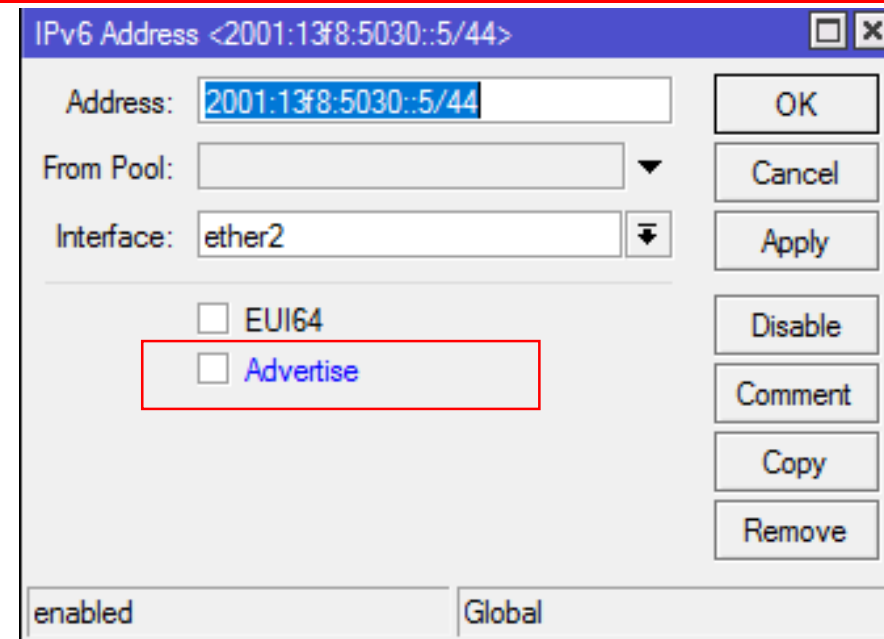 IPv6 Address <2001:13f8:5030::5/44>
Address: 2001:13f8:5030::5/44
OK
From Pool:
Cancel
Interface: ether2
Apply
EUI64
Disable
Advertise
Comment
Copy
Remove
enabled
Global